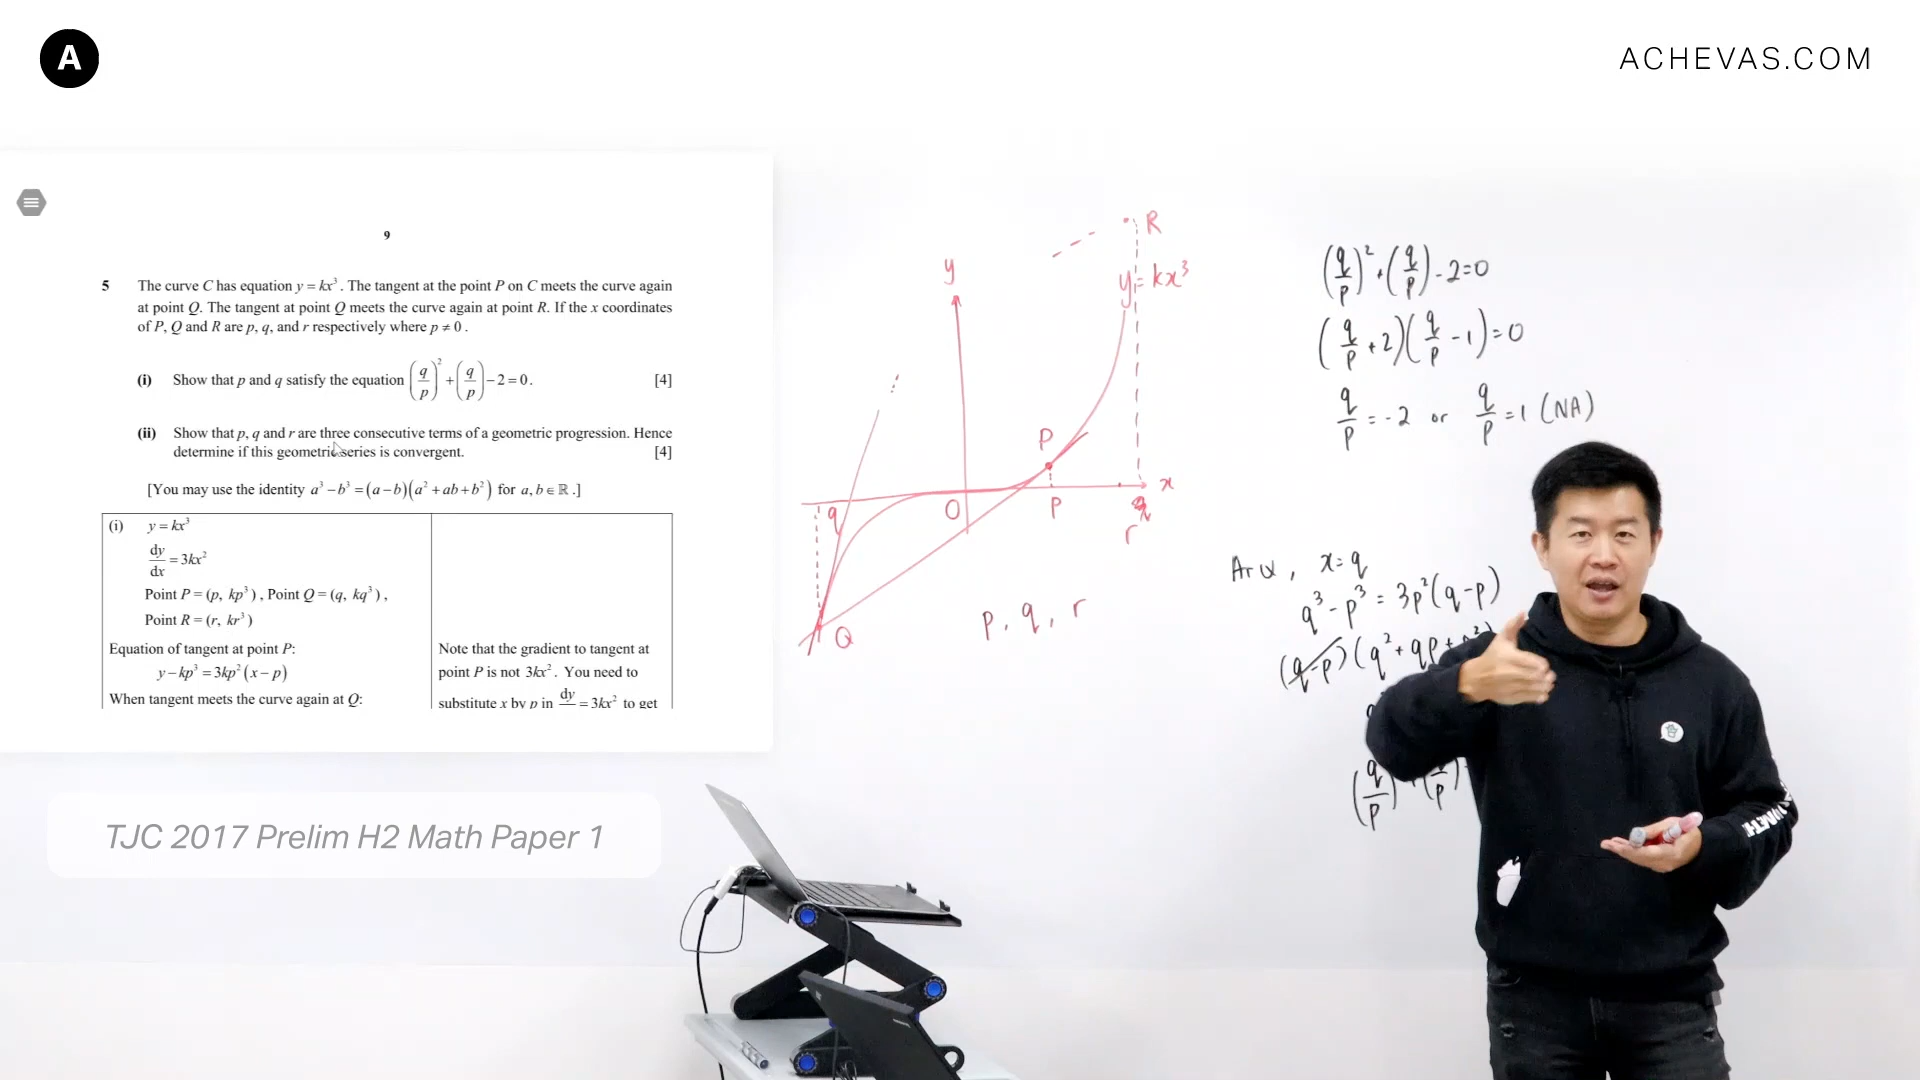 A
ACHEVAS.COM
9
5 The curve C has equation y = kx³. The tangent at the point P on C meets the curve again
at point Q. The tangent at point Q meets the curve again at point R. If the x coordinates
of P, Q and R are p, q, and r respectively where p ≠ 0.
(i) Show that p and q satisfy the equation (q/p)² + (q/p) − 2 = 0. [4]
(ii) Show that p, q and r are three consecutive terms of a geometric progression. Hence
determine if this geometric series is convergent. [4]
[You may use the identity a³ − b³ = (a − b)(a² + ab + b²) for a, b ∈ ℝ.]
(i) y = kx³
dy/dx = 3kx²
Point P = (p, kp³), Point Q = (q, kq³),
Point R = (r, kr³)
Equation of tangent at point P:
y − kp³ = 3kp²(x − p)
When tangent meets the curve again at Q:
Note that the gradient to tangent at
point P is not 3kx². You need to
substitute x by p in dy/ = 3kx² to get
TJC 2017 Prelim H2 Math Paper 1
R
y
y = kx³
P
x
q
O
P
r
Q
p, q, r
(q/p)² + (q/p) - 2 = 0
(q/p + 2)(q/p - 1) = 0
q/p = -2 or q/p = 1 (NA)
At Q, x = q
q³ - p³ = 3p²(q - p)
(q-p)(q² + qp +
(q/p)